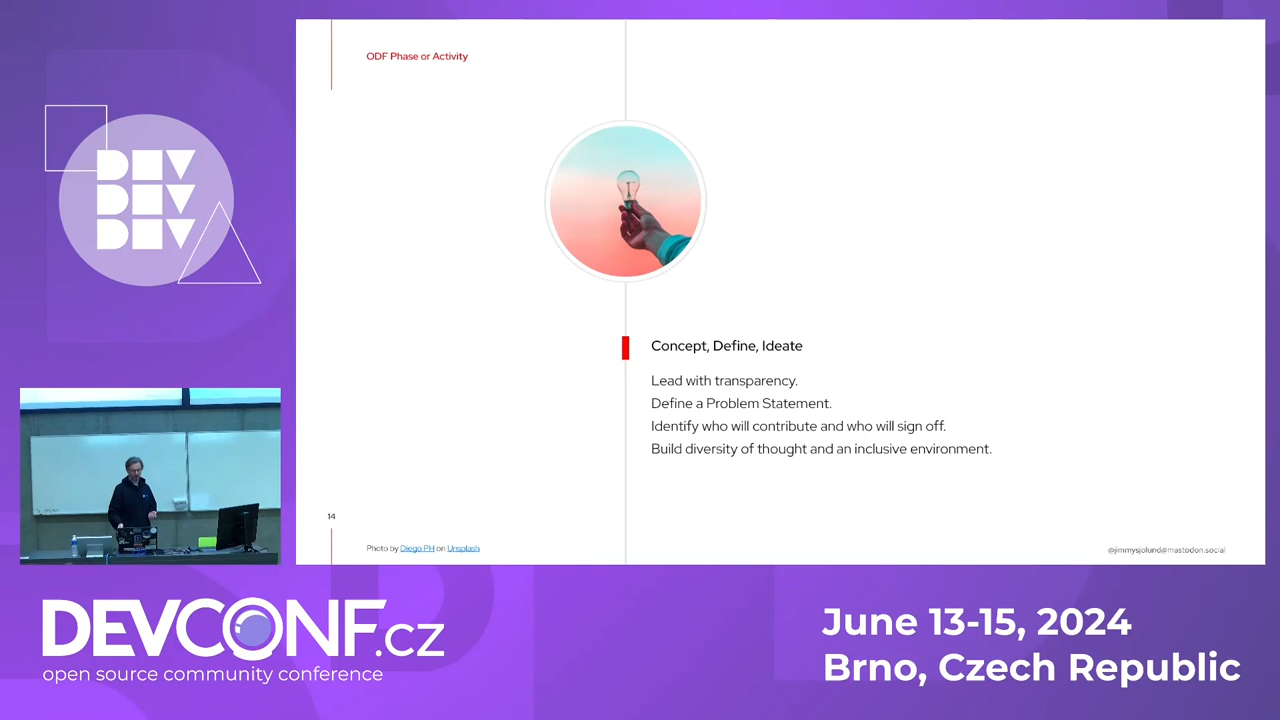 ODF Phase or Activity
Concept, Define, Ideate
Lead with transparency.
Define a Problem Statement.
Identify who will contribute and who will sign off.
Build diversity of thought and an inclusive environment.
14
Photo by Diego PH on Unsplash
@jimmysjolund@mastodon.social
DEV
DEV
DEV
DEVCONF.cz
open source community conference
June 13-15, 2024
Brno, Czech Republic